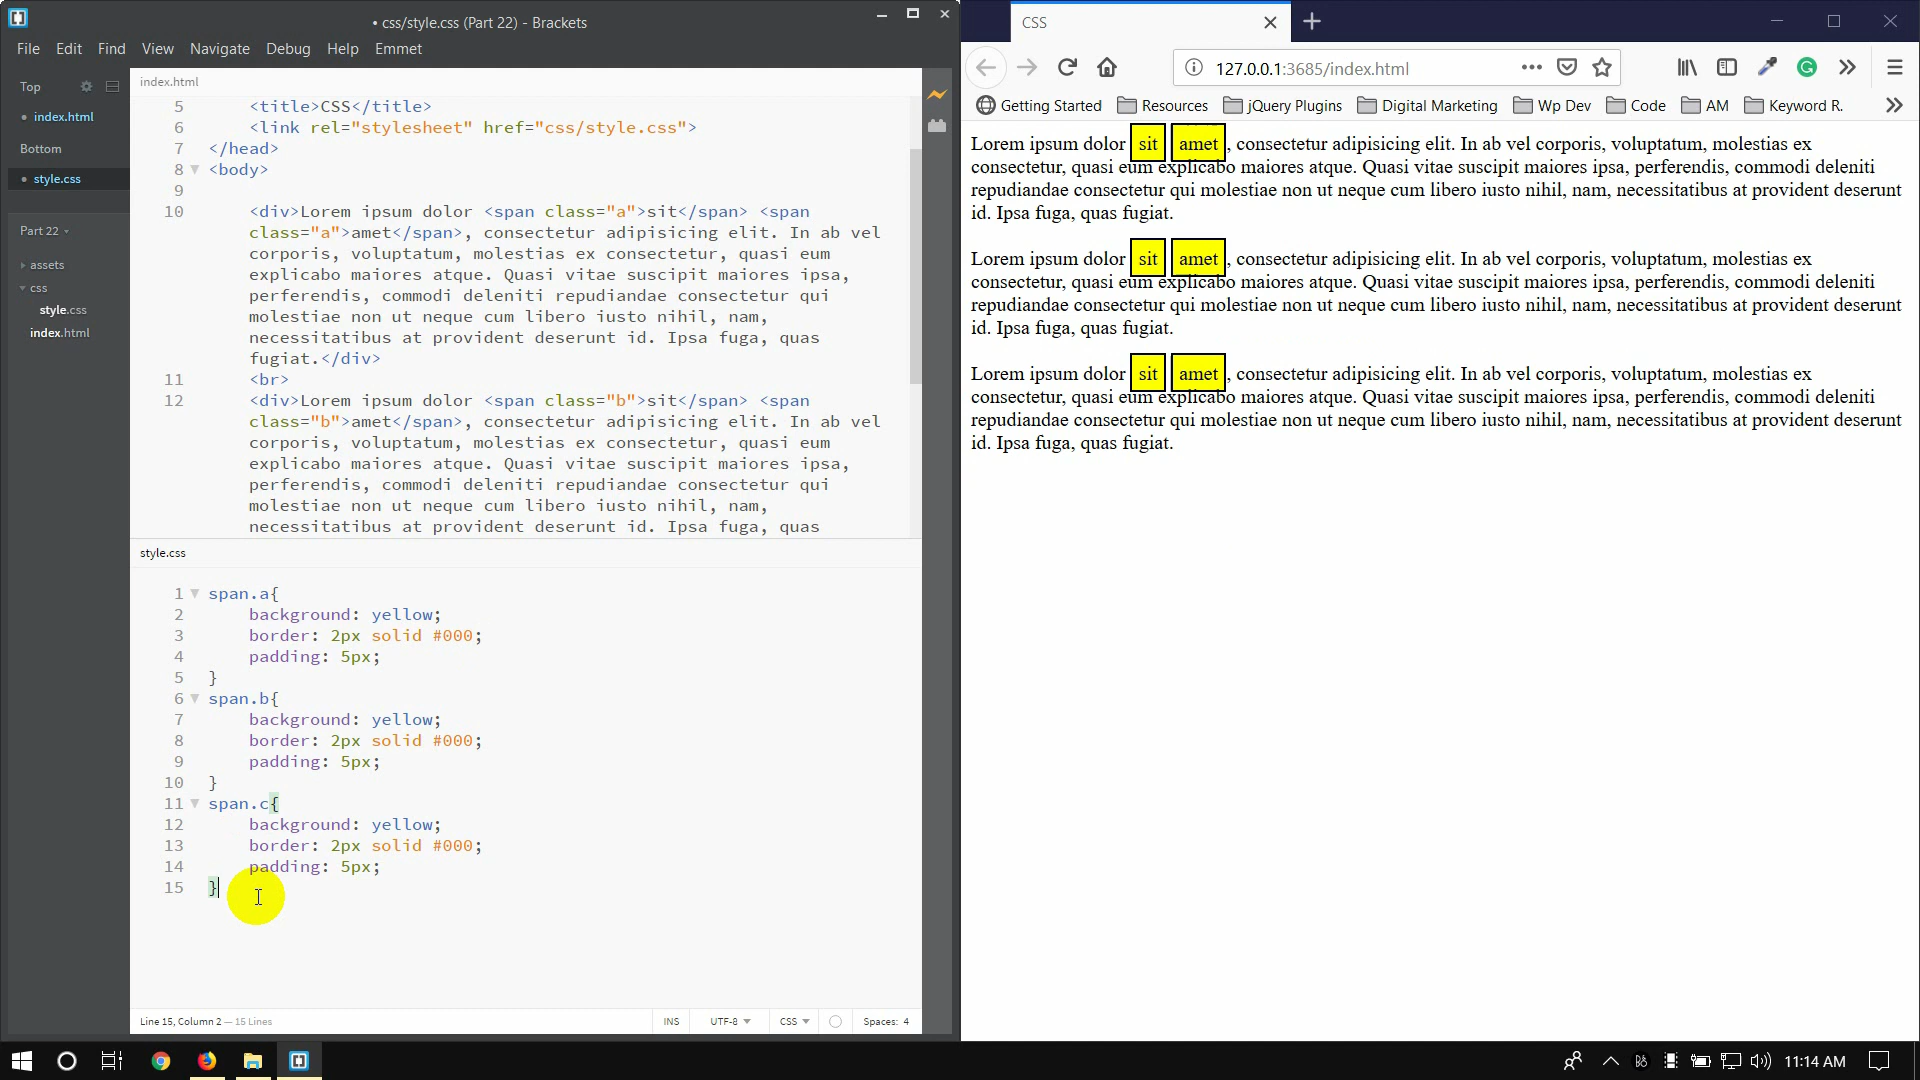 • css/style.css (Part 22) - Brackets
File Edit Find View Navigate Debug Help Emmet
Top
• index.html
Bottom
• style.css
Part 22
assets
css
style.css
index.html
index.html
5 <title>CSS</title>
6 <link rel="stylesheet" href="css/style.css">
7 </head>
8 <body>
9
10 <div>Lorem ipsum dolor <span class="a">sit</span> <span
class="a">amet</span>, consectetur adipisicing elit. In ab vel
corporis, voluptatum, molestias ex consectetur, quasi eum
explicabo maiores atque. Quasi vitae suscipit maiores ipsa,
perferendis, commodi deleniti repudiandae consectetur qui
molestiae non ut neque cum libero iusto nihil, nam,
necessitatibus at provident deserunt id. Ipsa fuga, quas
fugiat.</div>
11 <br>
12 <div>Lorem ipsum dolor <span class="b">sit</span> <span
class="b">amet</span>, consectetur adipisicing elit. In ab vel
corporis, voluptatum, molestias ex consectetur, quasi eum
explicabo maiores atque. Quasi vitae suscipit maiores ipsa,
perferendis, commodi deleniti repudiandae consectetur qui
molestiae non ut neque cum libero iusto nihil, nam,
necessitatibus at provident deserunt id. Ipsa fuga, quas
style.css
1 span.a{
2 background: yellow;
3 border: 2px solid #000;
4 padding: 5px;
5 }
6 span.b{
7 background: yellow;
8 border: 2px solid #000;
9 padding: 5px;
10 }
11 span.c{
12 background: yellow;
13 border: 2px solid #000;
14 padding: 5px;
15 }
Line 15, Column 2 — 15 Lines
INS UTF-8 CSS Spaces: 4
CSS
127.0.0.1:3685/index.html
Getting Started Resources jQuery Plugins Digital Marketing Wp Dev Code AM Keyword R.
Lorem ipsum dolor sit amet, consectetur adipisicing elit. In ab vel corporis, voluptatum, molestias ex
consectetur, quasi eum explicabo maiores atque. Quasi vitae suscipit maiores ipsa, perferendis, commodi deleniti
repudiandae consectetur qui molestiae non ut neque cum libero iusto nihil, nam, necessitatibus at provident deserunt
id. Ipsa fuga, quas fugiat.
Lorem ipsum dolor sit amet, consectetur adipisicing elit. In ab vel corporis, voluptatum, molestias ex
consectetur, quasi eum explicabo maiores atque. Quasi vitae suscipit maiores ipsa, perferendis, commodi deleniti
repudiandae consectetur qui molestiae non ut neque cum libero iusto nihil, nam, necessitatibus at provident deserunt
id. Ipsa fuga, quas fugiat.
Lorem ipsum dolor sit amet, consectetur adipisicing elit. In ab vel corporis, voluptatum, molestias ex
consectetur, quasi eum explicabo maiores atque. Quasi vitae suscipit maiores ipsa, perferendis, commodi deleniti
repudiandae consectetur qui molestiae non ut neque cum libero iusto nihil, nam, necessitatibus at provident deserunt
id. Ipsa fuga, quas fugiat.
11:14 AM